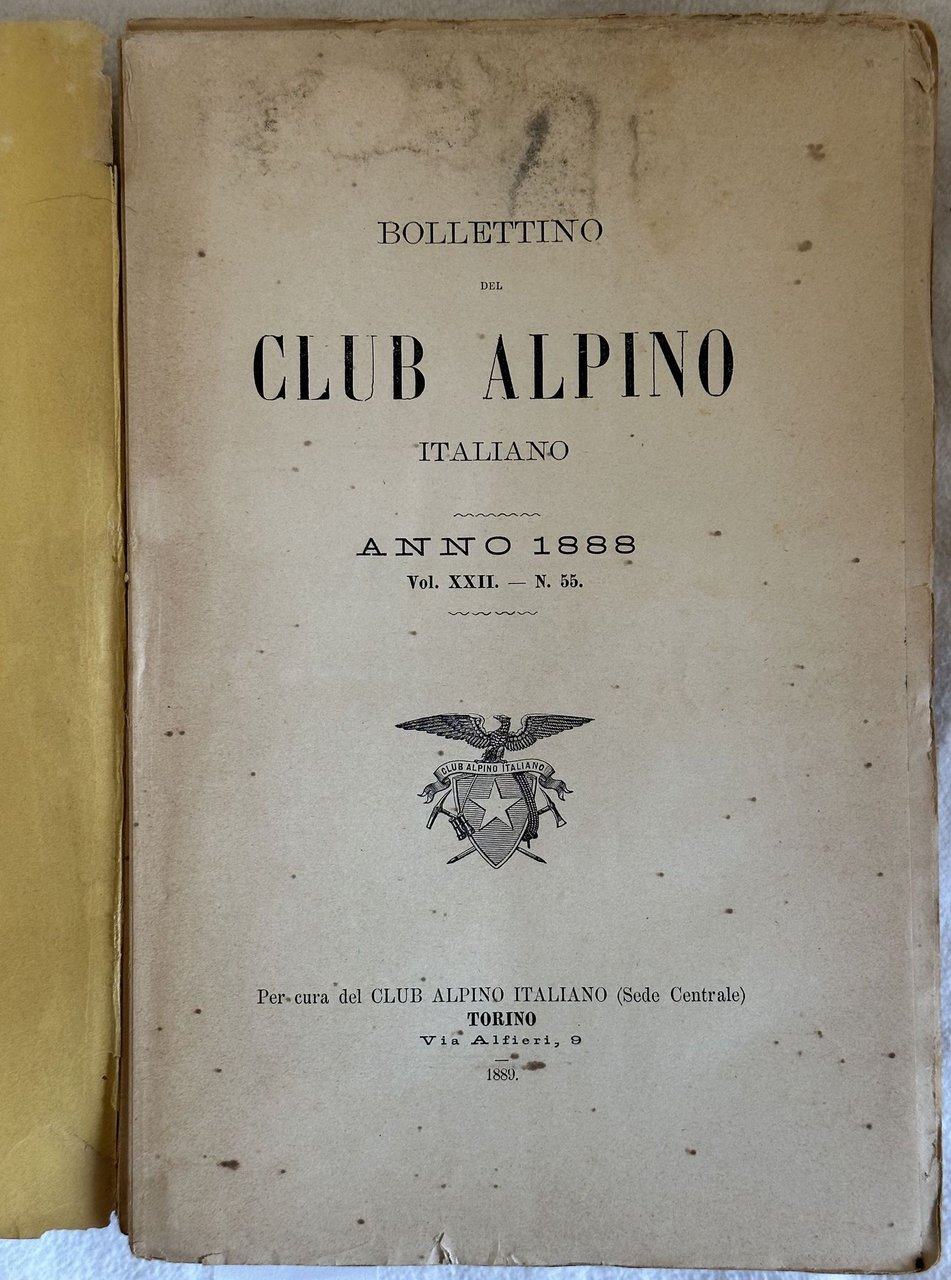 BOLLETTINO
DEL
CLUB ALPINO
ITALIANO
ANNO 1888
Vol. XXII. — N. 55.
CLUB ALPINO ITALIANO
Per cura del CLUB ALPINO ITALIANO (Sede Centrale)
TORINO
Via Alfieri, 9
1889.